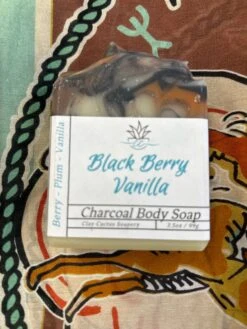 Berry - Plum - Vanilla
Black Berry
Vanilla
Charcoal Body Soap
Clay Cactus Soapery
3.5oz / 99g